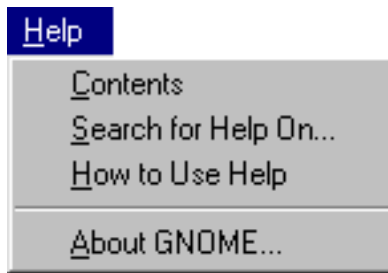 Help
Contents
Search for Help On...
How to Use Help
About GNOME...